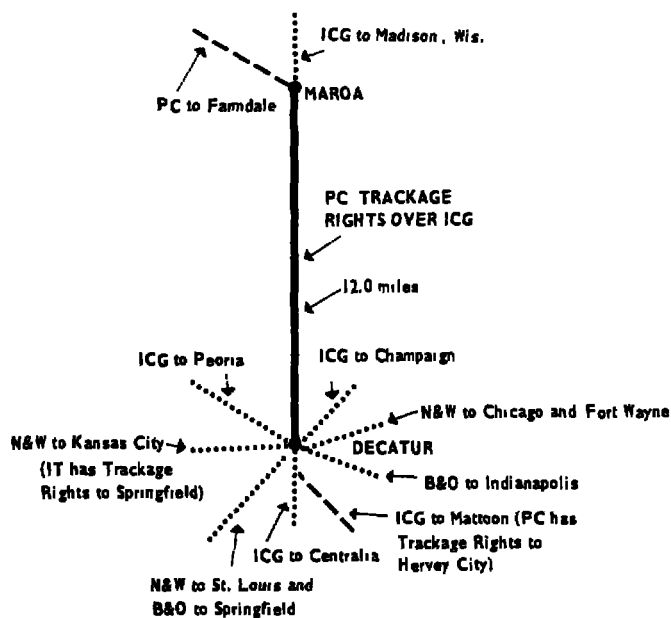 ICG to Madison, Wis.
PC to Farmdale
MAROA
PC TRACKAGE
RIGHTS OVER ICG
12.0 miles
ICG to Peoria
ICG to Champaign
N&W to Chicago and Fort Wayne
N&W to Kansas City
(IT has Trackage
Rights to Springfield)
DECATUR
B&O to Indianapolis
ICG to Mattoon (PC has
Trackage Rights to
Hervey City)
ICG to Centralia
N&W to St. Louis and
B&O to Springfield